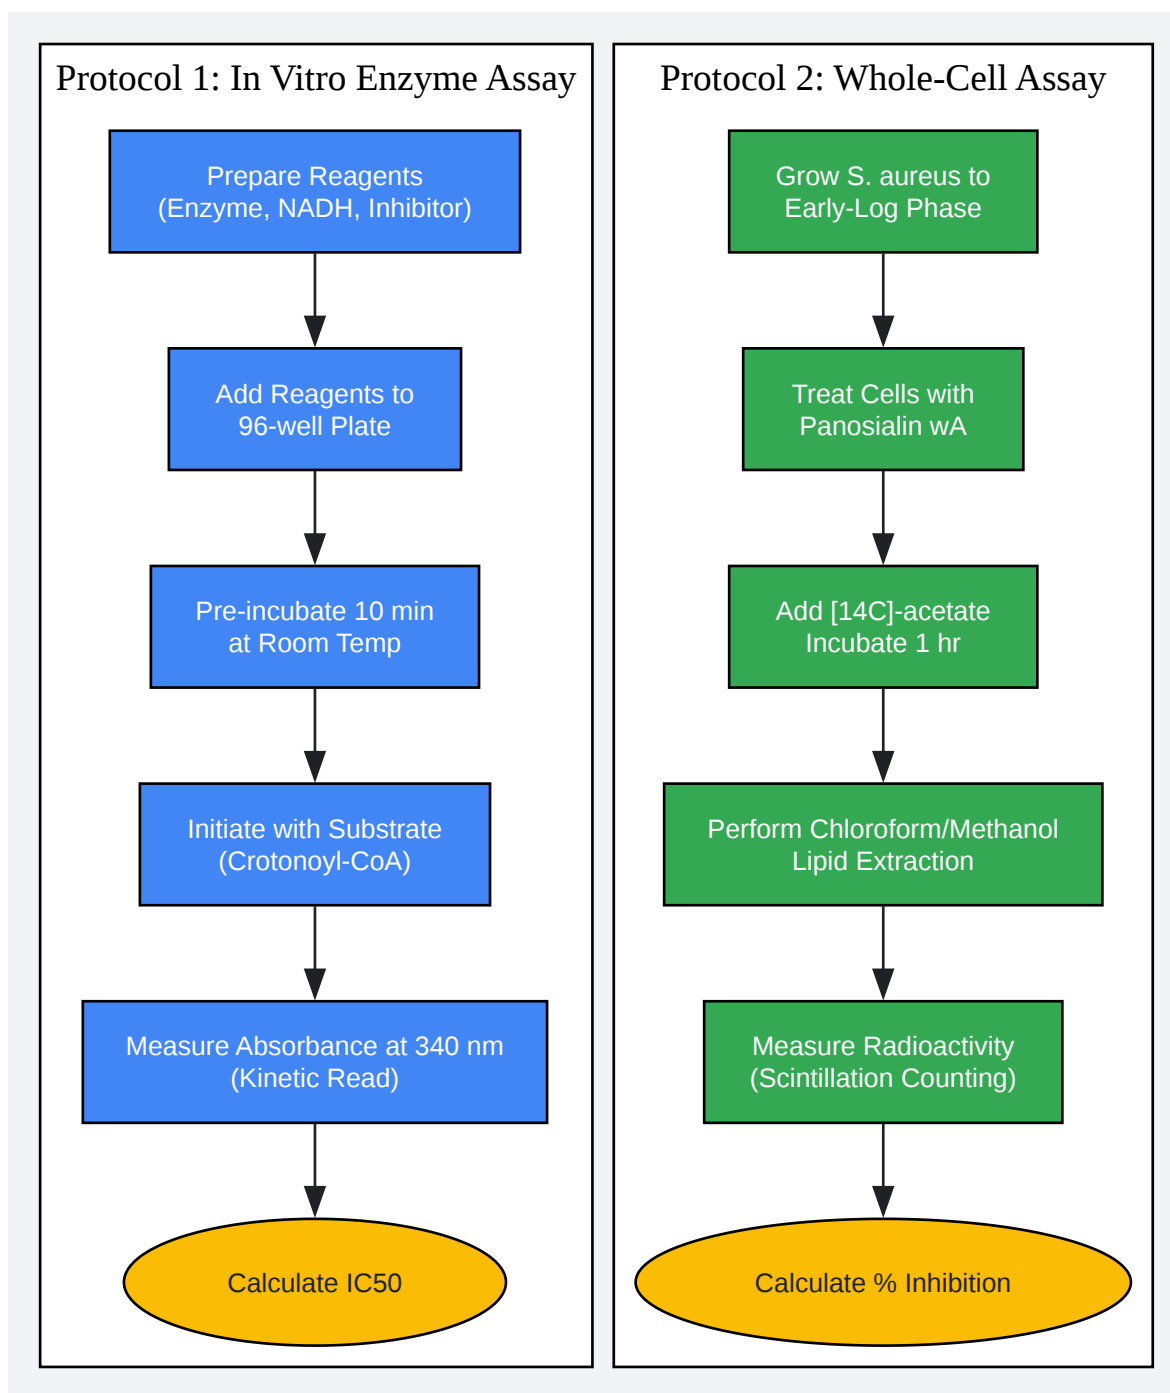 Protocol 1: In Vitro Enzyme Assay
Prepare Reagents
(Enzyme, NADH, Inhibitor)
Add Reagents to
96-well Plate
Pre-incubate 10 min
at Room Temp
Initiate with Substrate
(Crotonoyl-CoA)
Measure Absorbance at 340 nm
(Kinetic Read)
Calculate IC50
Protocol 2: Whole-Cell Assay
Grow S. aureus to
Early-Log Phase
Treat Cells with
Panosialin wA
Add [14C]-acetate
Incubate 1 hr
Perform Chloroform/Methanol
Lipid Extraction
Measure Radioactivity
(Scintillation Counting)
Calculate % Inhibition